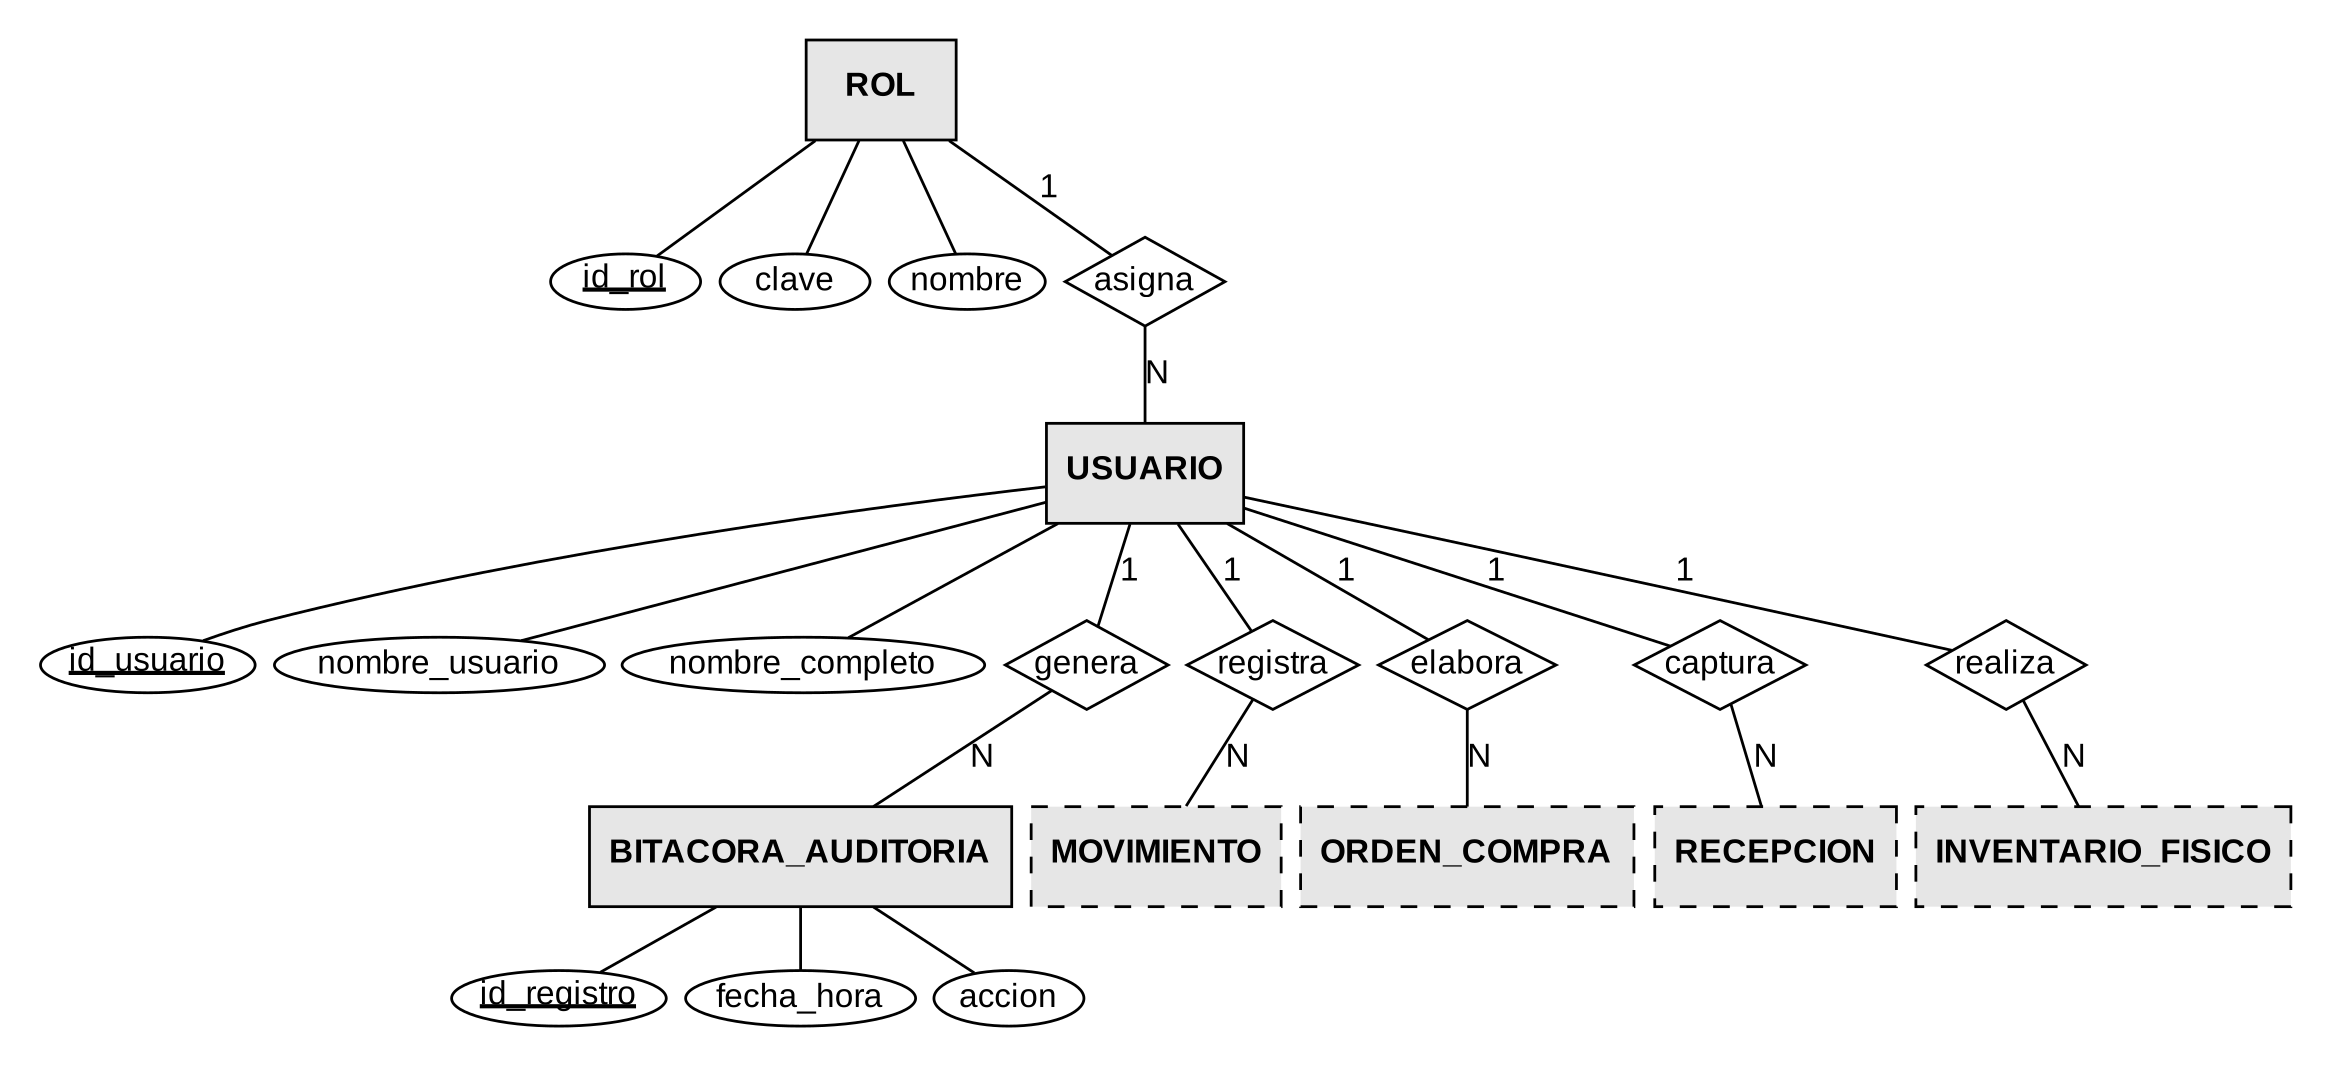 ROL
1
id_rol
clave
nombre
asigna
N
USUARIO
1
1
1
1
1
id_usuario
nombre_usuario
nombre_completo
genera
registra
elabora
captura
realiza
N
N
N
N
N
BITACORA_AUDITORIA
MOVIMIENTO
ORDEN_COMPRA
RECEPCION
INVENTARIO_FISICO
id_registro
fecha_hora
accion